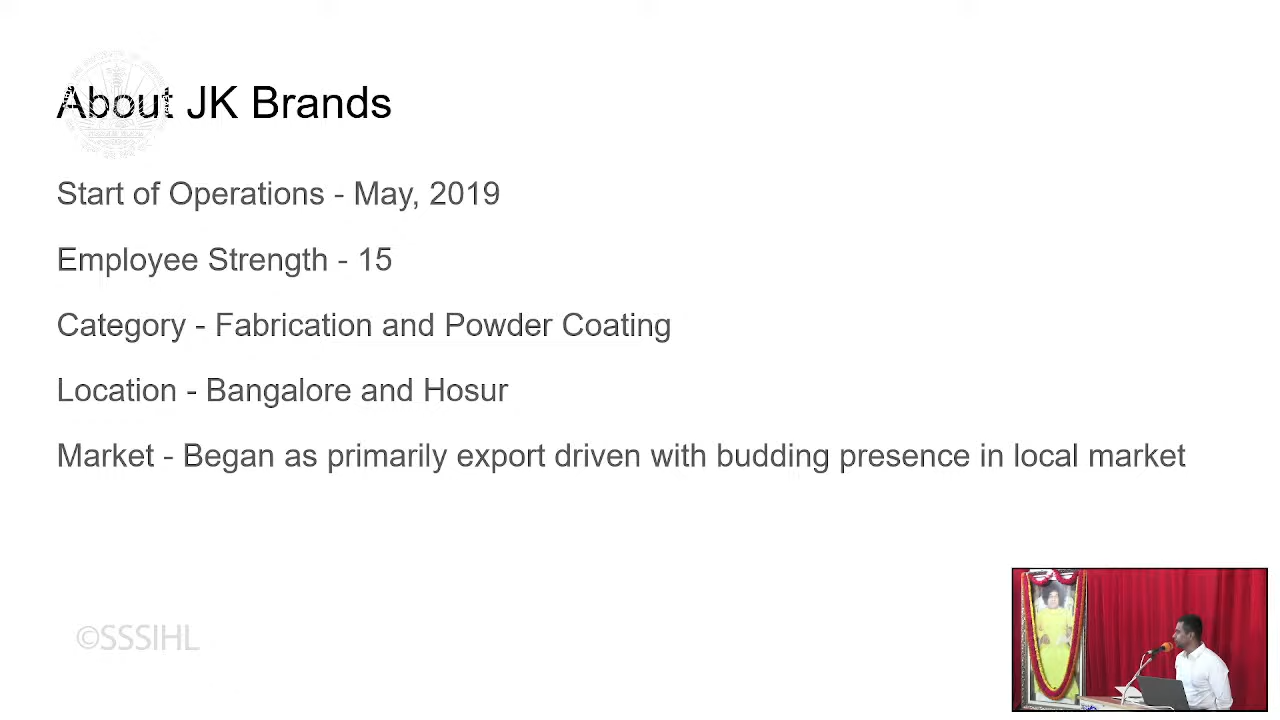 About JK Brands
Start of Operations - May, 2019
Employee Strength - 15
Category - Fabrication and Powder Coating
Location - Bangalore and Hosur
Market - Began as primarily export driven with budding presence in local market
©SSSIHL